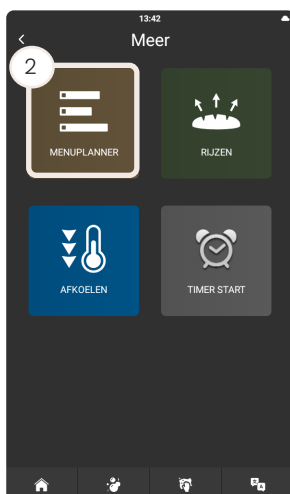 13:42
Meer
2
MENUPLANNER
RIJZEN
AFKOELEN
TIMER START